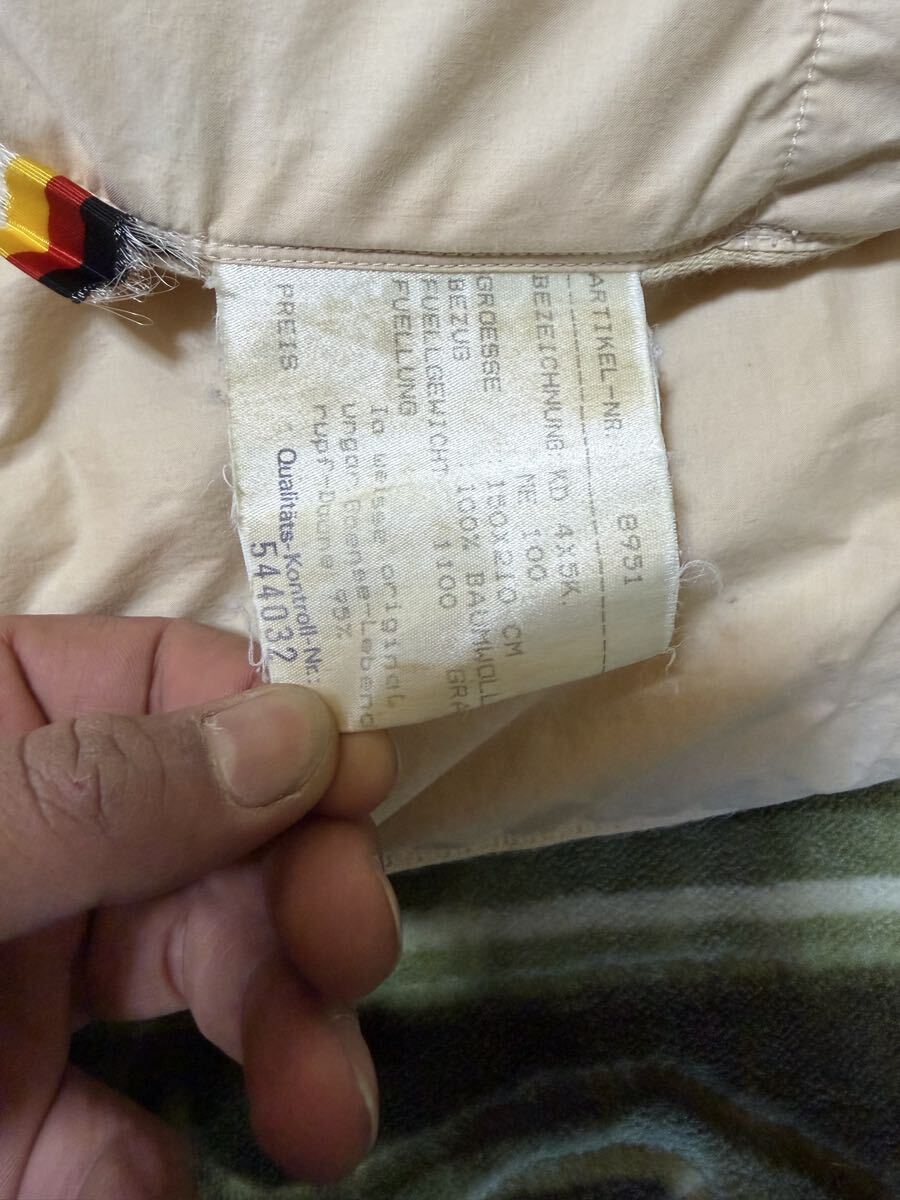 ARTIKEL-NR. 8951
BEZEICHNUNG KD 4X5K.
NE 100
GROESSE 150X210 CM
BEZUG 100% BAUMWOLL
FUELLGEWICHT 1100 GRA
FUELLUNG
Ia weisse original
ungar Gaense-Lebend
rupf-Daune 95%
PREIS
Qualitäts-Kontroll-Nr.:
544032